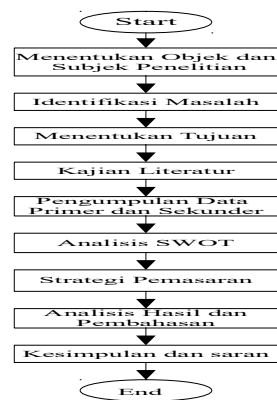 Start
Menentukan Objek dan
Subjek Penelitian
Identifikasi Masalah
Menentukan Tujuan
Kajian Literatur
Pengumpulan Data
Primer dan Sekunder
Analisis SWOT
Strategi Pemasaran
Analisis Hasil dan
Pembahasan
Kesimpulan dan saran
End